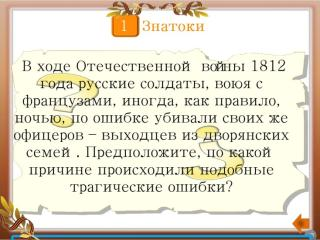 1 Знатоки
В ходе Отечественной войны 1812
года русские солдаты, воюя с
французами, иногда, как правило,
ночью, по ошибке убивали своих же
офицеров – выходцев из дворянских
семей . Предположите, по какой
причине происходили подобные
трагические ошибки?